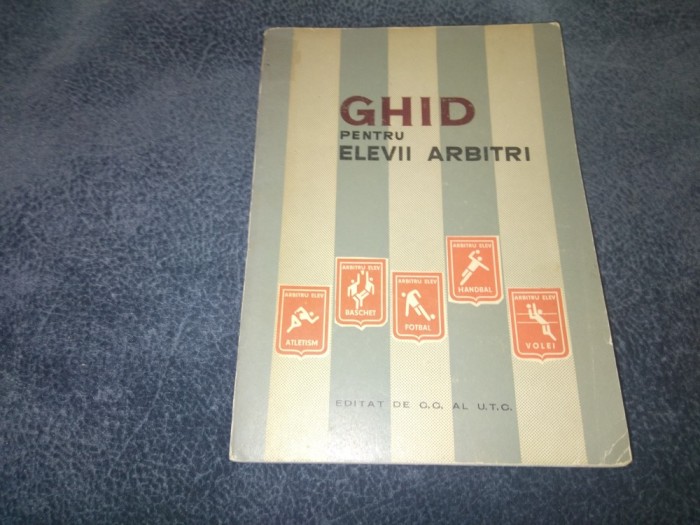 GHID
PENTRU
ELEVII ARBITRI
ARBITRU ELEV
ATLETISM
ARBITRU ELEV
BASCHET
ARBITRU ELEV
FOTBAL
ARBITRU ELEV
HANDBAL
ARBITRU ELEV
VOLEI
EDITAT DE C.C. AL U.T.C.